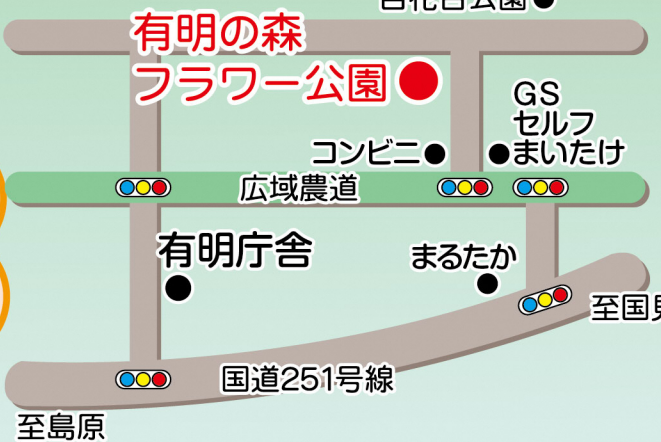 有明の森
フラワー公園
GS
セルフ
まいたけ
コンビニ
広域農道
有明庁舎
まるたか
至国
国道251号線
至島原